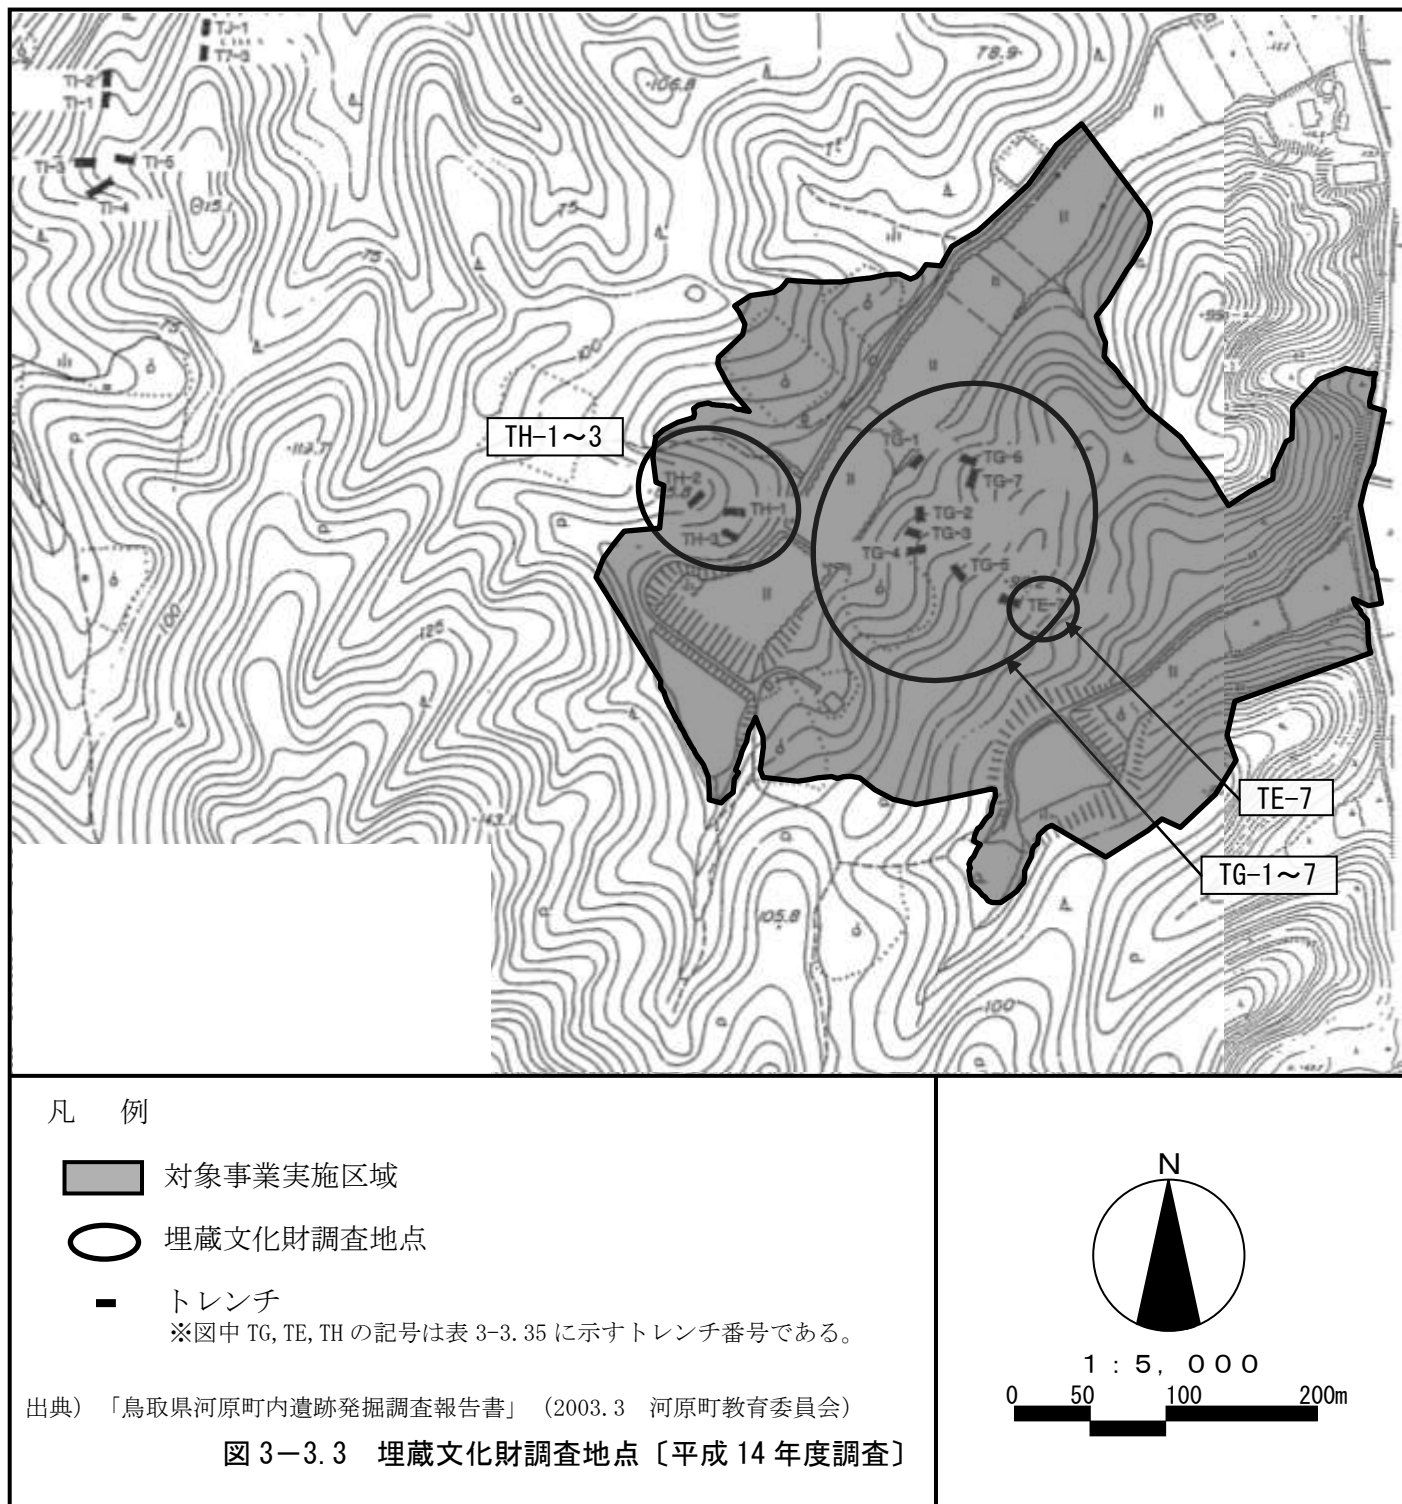 TJ-1
T7-3
TI-2
TI-1
TI-3
TI-5
TI-4
106.8
78.9
75
75
75
100
TH-1～3
TH-2
TH-1
TH-3
TG-1
TG-6
TG-7
TG-2
TG-3
TG-4
TG-5
TE-7
100
125
TE-7
TG-1～7
105.8
100
凡 例
対象事業実施区域
埋蔵文化財調査地点
トレンチ
※図中 TG, TE, TH の記号は表 3-3.35 に示すトレンチ番号である。
出典） 「鳥取県河原町内遺跡発掘調査報告書」（2003.3 河原町教育委員会）
図 3－3.3 埋蔵文化財調査地点〔平成 14 年度調査〕
N
1：5，000
0 50 100 200m